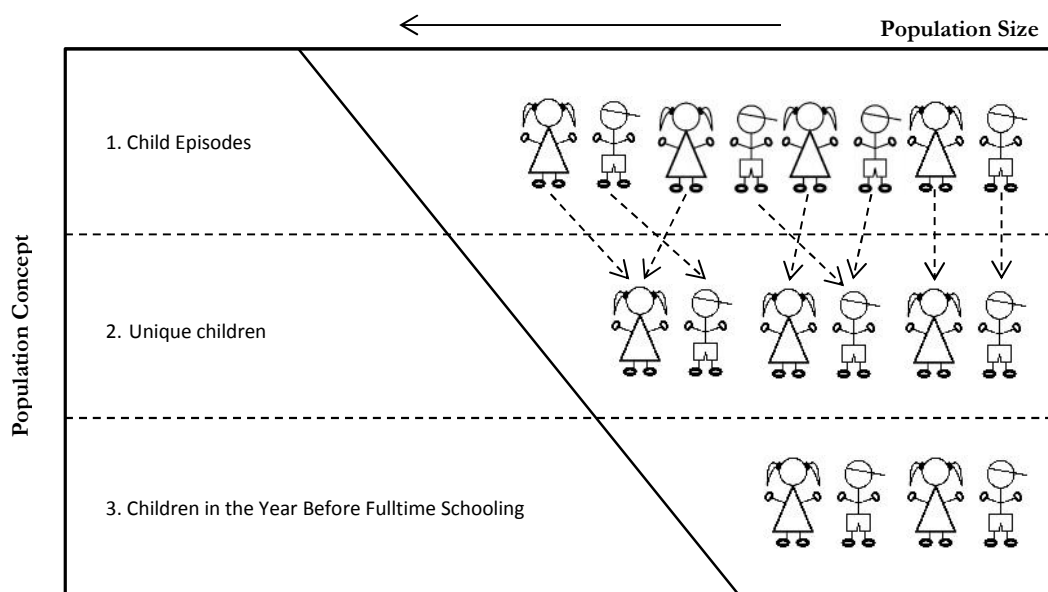 Population Size
1. Child Episodes
Population Concept
2. Unique children
3. Children in the Year Before Fulltime Schooling